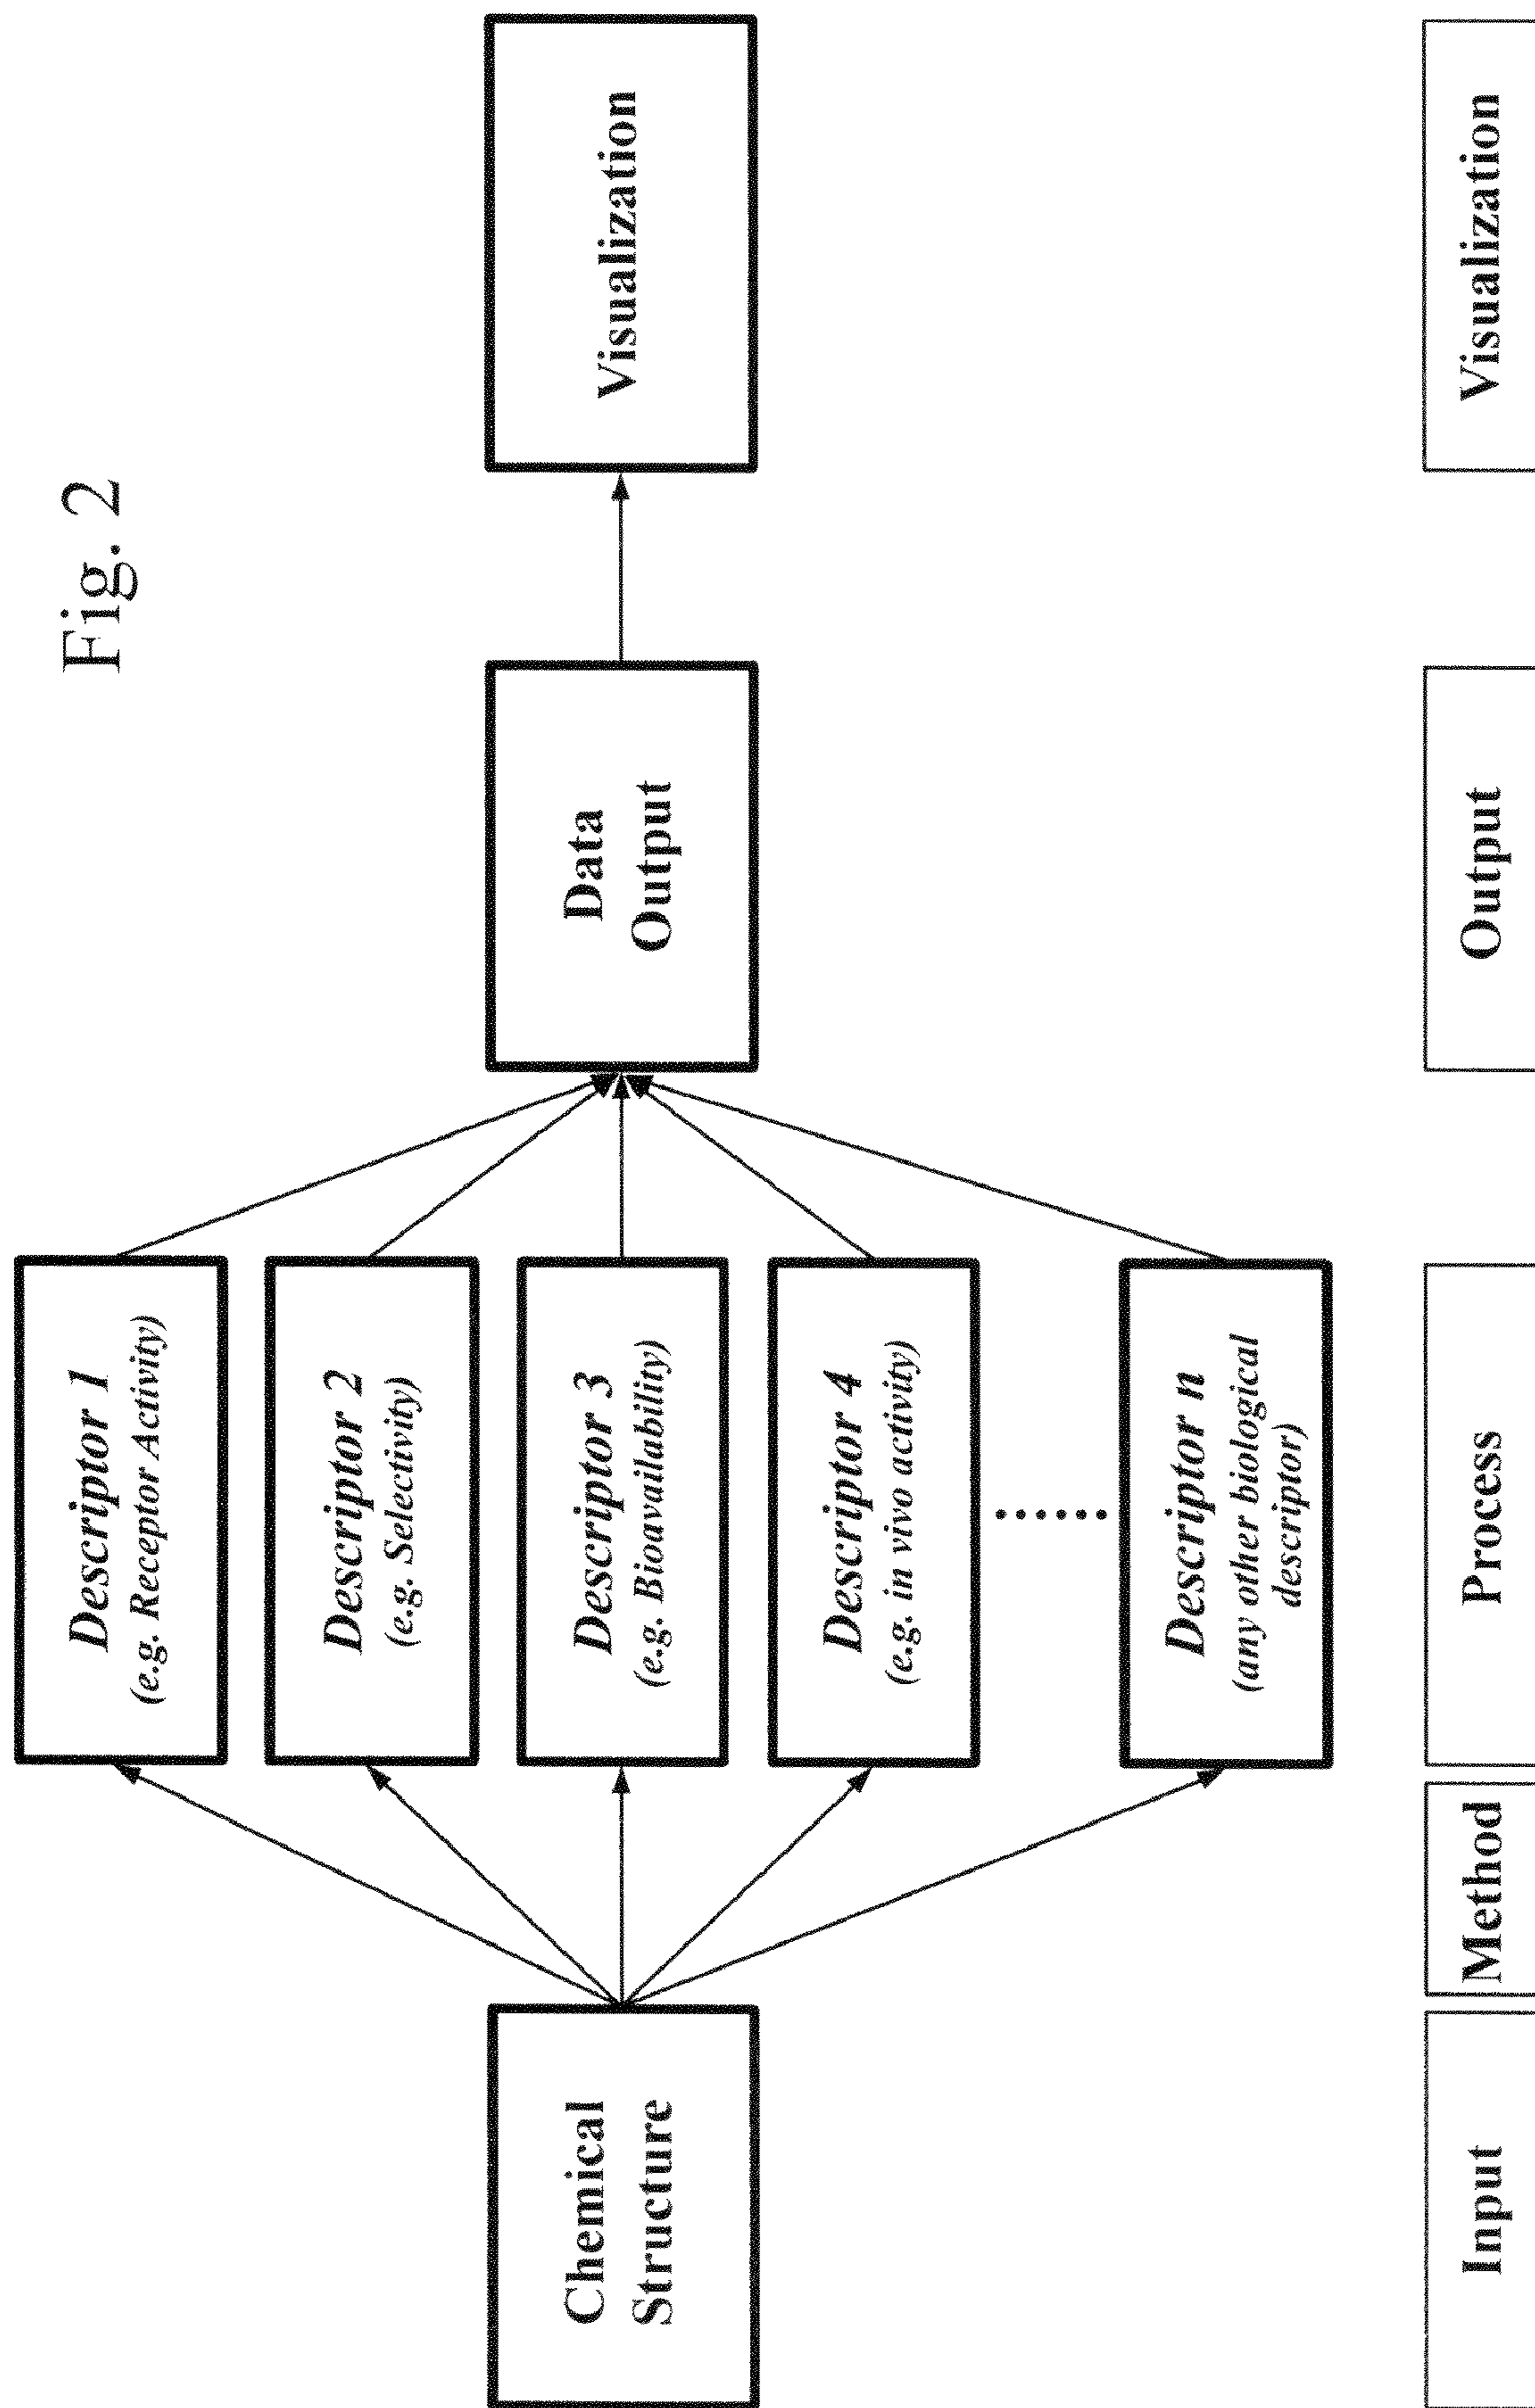 Fig. 2
Chemical
Structure
Descriptor 1
(e.g. Receptor Activity)
Descriptor 2
(e.g. Selectivity)
Descriptor 3
(e.g. Bioavailability)
Descriptor 4
(e.g. in vivo activity)
Descriptor n
(any other biological
descriptor)
Data
Output
Visualization
Input
Method
Process
Output
Visualization